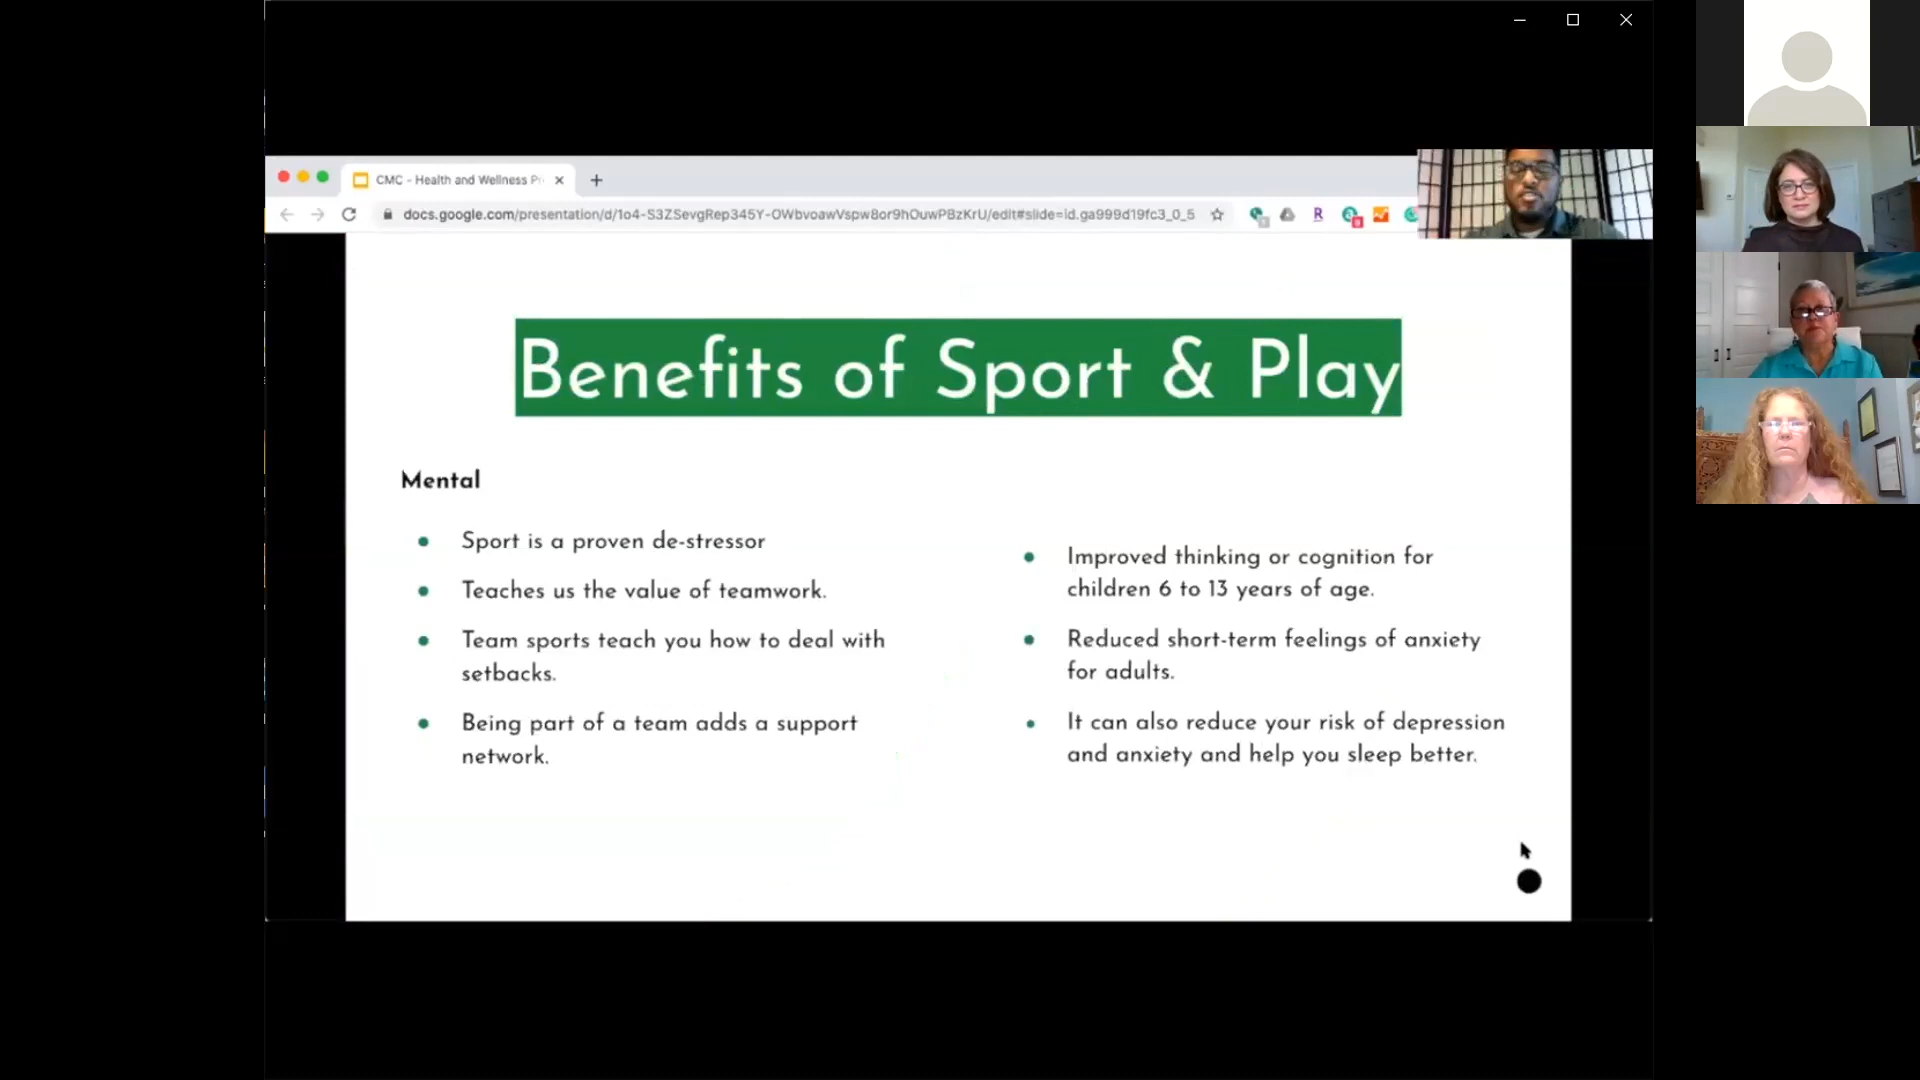 CMC - Health and Wellness P
docs.google.com/presentation/d/1o4-S3ZSevgRep345Y-OWbvoawVspw8or9hOuwPBzKrU/edit#slide=id.ga999d19fc3_0_5
Benefits of Sport & Play
Mental
Sport is a proven de-stressor
Teaches us the value of teamwork.
Team sports teach you how to deal with
setbacks.
Being part of a team adds a support
network.
Improved thinking or cognition for
children 6 to 13 years of age.
Reduced short-term feelings of anxiety
for adults.
It can also reduce your risk of depression
and anxiety and help you sleep better.